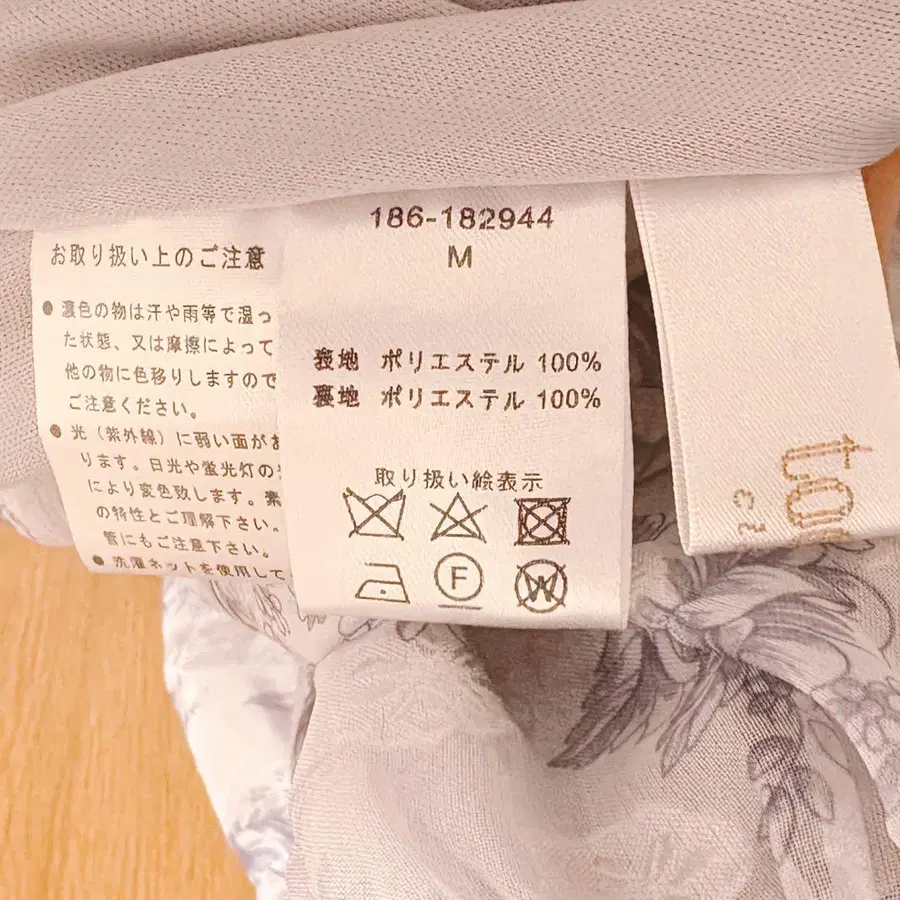 お取り扱い上のご注意
● 濃色の物は汗や雨等で湿っ
た状態、又は摩擦によって
他の物に色移りしますので
ご注意ください。
● 光（紫外線）に弱い面があ
ります。日光や蛍光灯の
により変色致します。素
の特性とご理解下さい。
管にもご注意下さい。
● 洗濯ネットを使用して
186-182944
M
表地 ポリエステル 100%
裏地 ポリエステル 100%
取り扱い絵表示
F
W